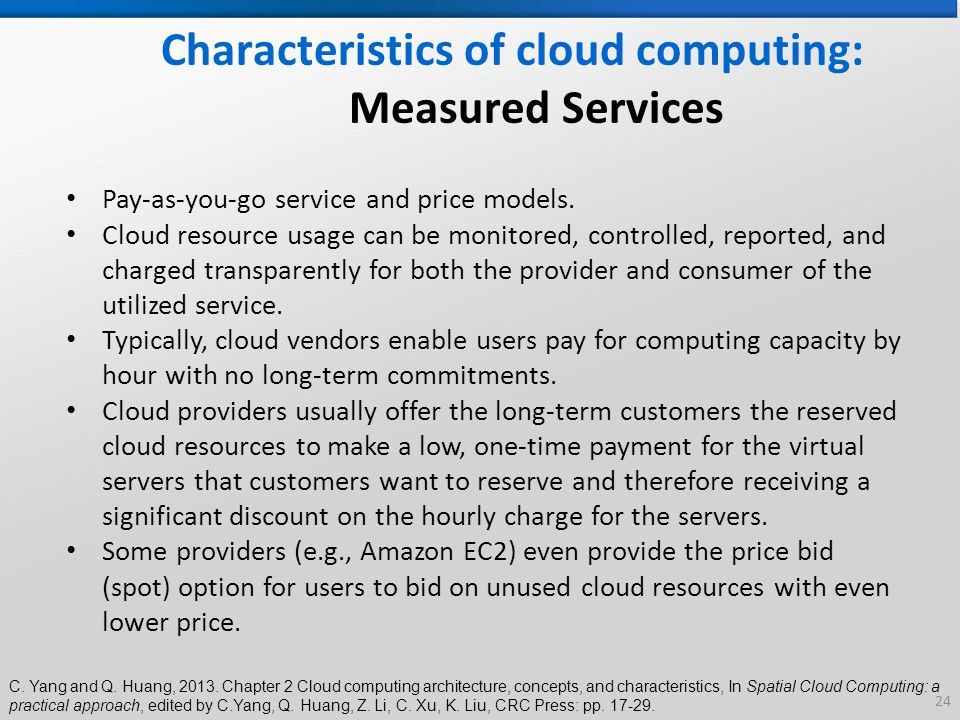 Characteristics of cloud computing:
Measured Services
• Pay-as-you-go service and price models.
• Cloud resource usage can be monitored, controlled, reported, and
charged transparently for both the provider and consumer of the
utilized service.
• Typically, cloud vendors enable users pay for computing capacity by
hour with no long-term commitments.
• Cloud providers usually offer the long-term customers the reserved
cloud resources to make a low, one-time payment for the virtual
servers that customers want to reserve and therefore receiving a
significant discount on the hourly charge for the servers.
• Some providers (e.g., Amazon EC2) even provide the price bid
(spot) option for users to bid on unused cloud resources with even
lower price.
C. Yang and Q. Huang, 2013. Chapter 2 Cloud computing architecture, concepts, and characteristics, In Spatial Cloud Computing: a
practical approach, edited by C.Yang, Q. Huang, Z. Li, C. Xu, K. Liu, CRC Press: pp. 17-29.
24